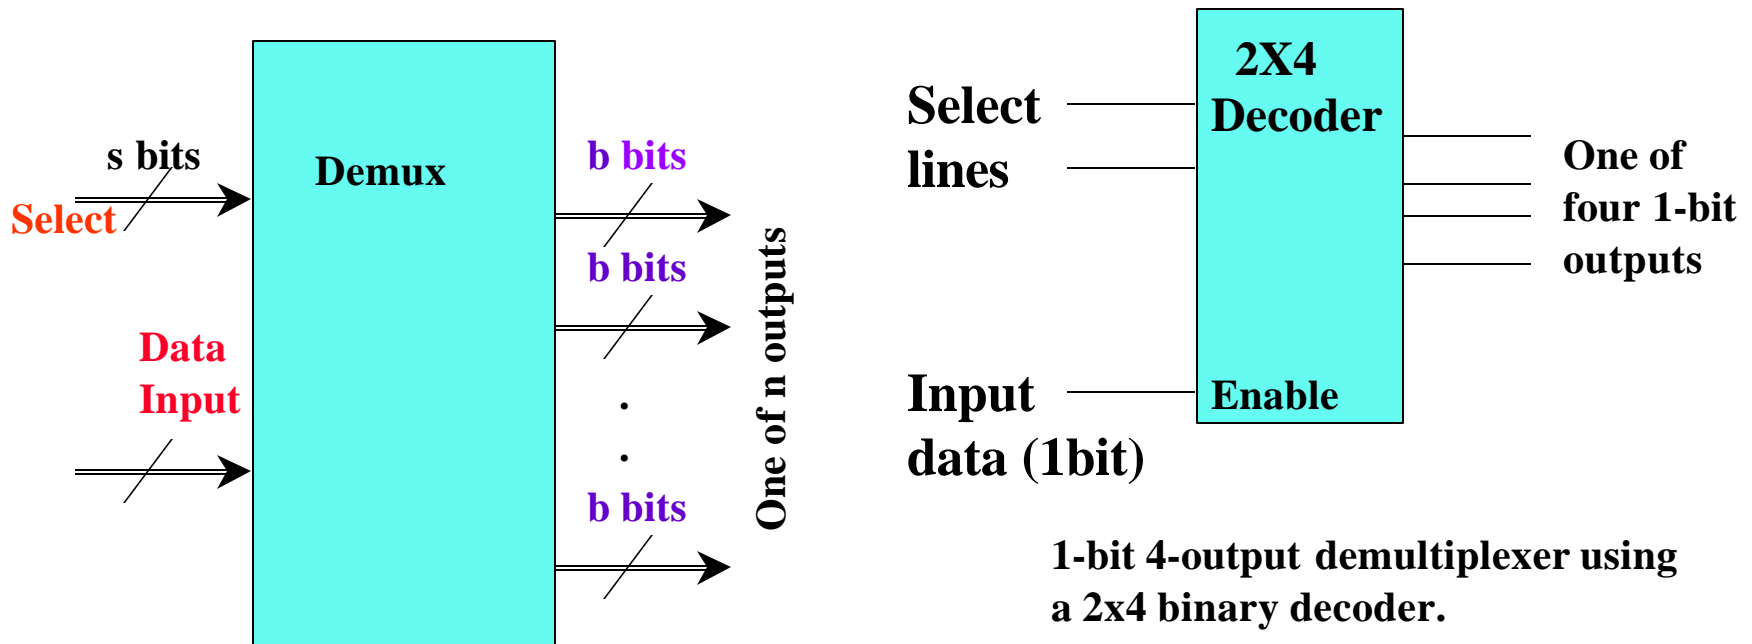 s bits
Select
Data
Input
Demux
b bits
b bits
.
.
b bits
One of n outputs
Select
lines
2X4
Decoder
One of
four 1-bit
outputs
Input
data (1bit)
Enable
1-bit 4-output demultiplexer using
a 2x4 binary decoder.